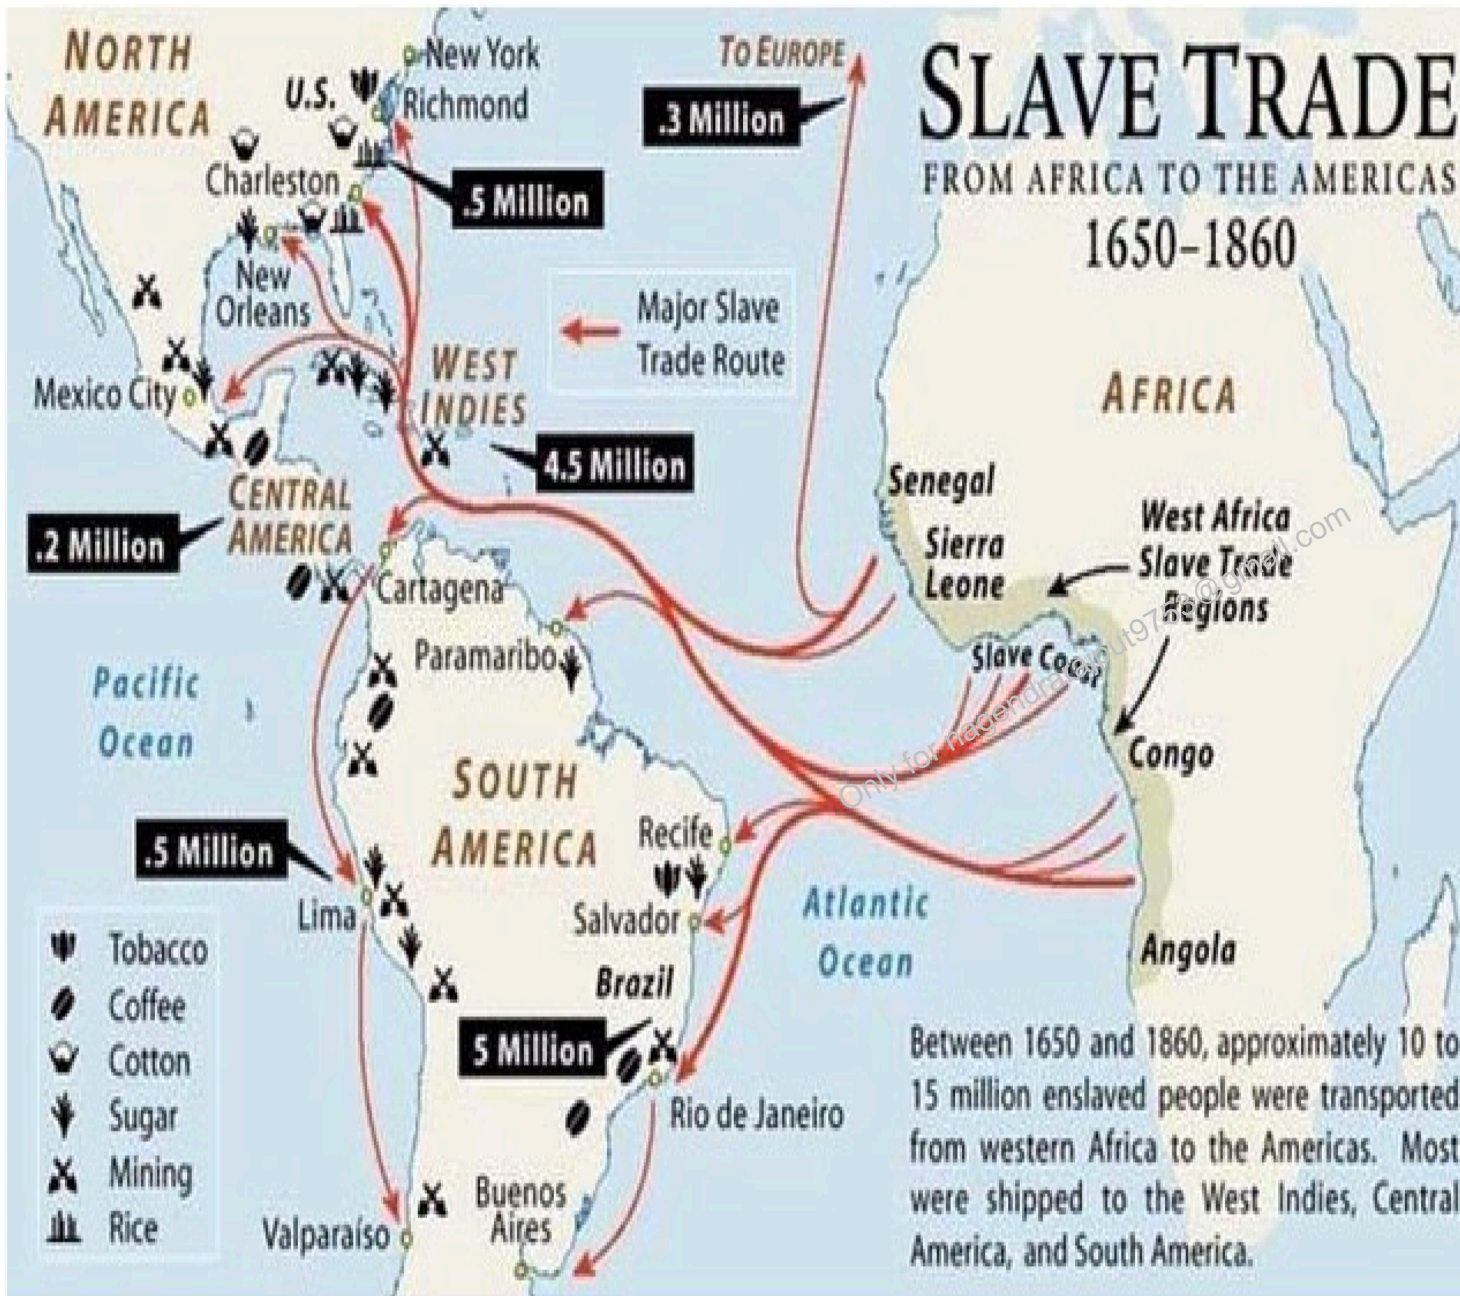 NORTH
AMERICA
U.S.
New York
Richmond
Charleston
.5 Million
New
Orleans
Mexico City
WEST
INDIES
4.5 Million
CENTRAL
AMERICA
.2 Million
Cartagena
Paramaribo
TO EUROPE
.3 Million
Major Slave
Trade Route
SLAVE TRADE
FROM AFRICA TO THE AMERICAS
1650–1860
AFRICA
Senegal
Sierra
Leone
West Africa
Slave Trade
Regions
Slave Coast
Congo
Angola
Pacific
Ocean
SOUTH
AMERICA
Recife
Salvador
Brazil
5 Million
Rio de Janeiro
.5 Million
Lima
Atlantic
Ocean
Buenos
Aires
Valparaíso
Tobacco
Coffee
Cotton
Sugar
Mining
Rice
Between 1650 and 1860, approximately 10 to
15 million enslaved people were transported
from western Africa to the Americas. Most
were shipped to the West Indies, Central
America, and South America.
Only for